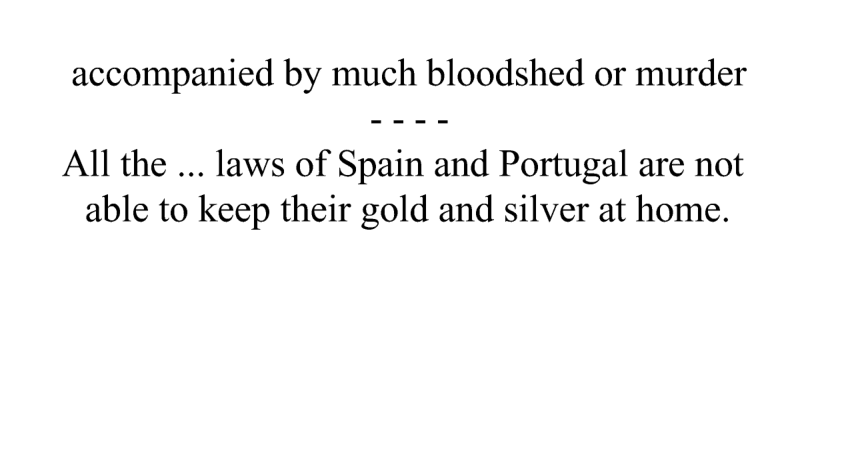 accompanied by much bloodshed or murder
- - - -
All the ... laws of Spain and Portugal are not
able to keep their gold and silver at home.